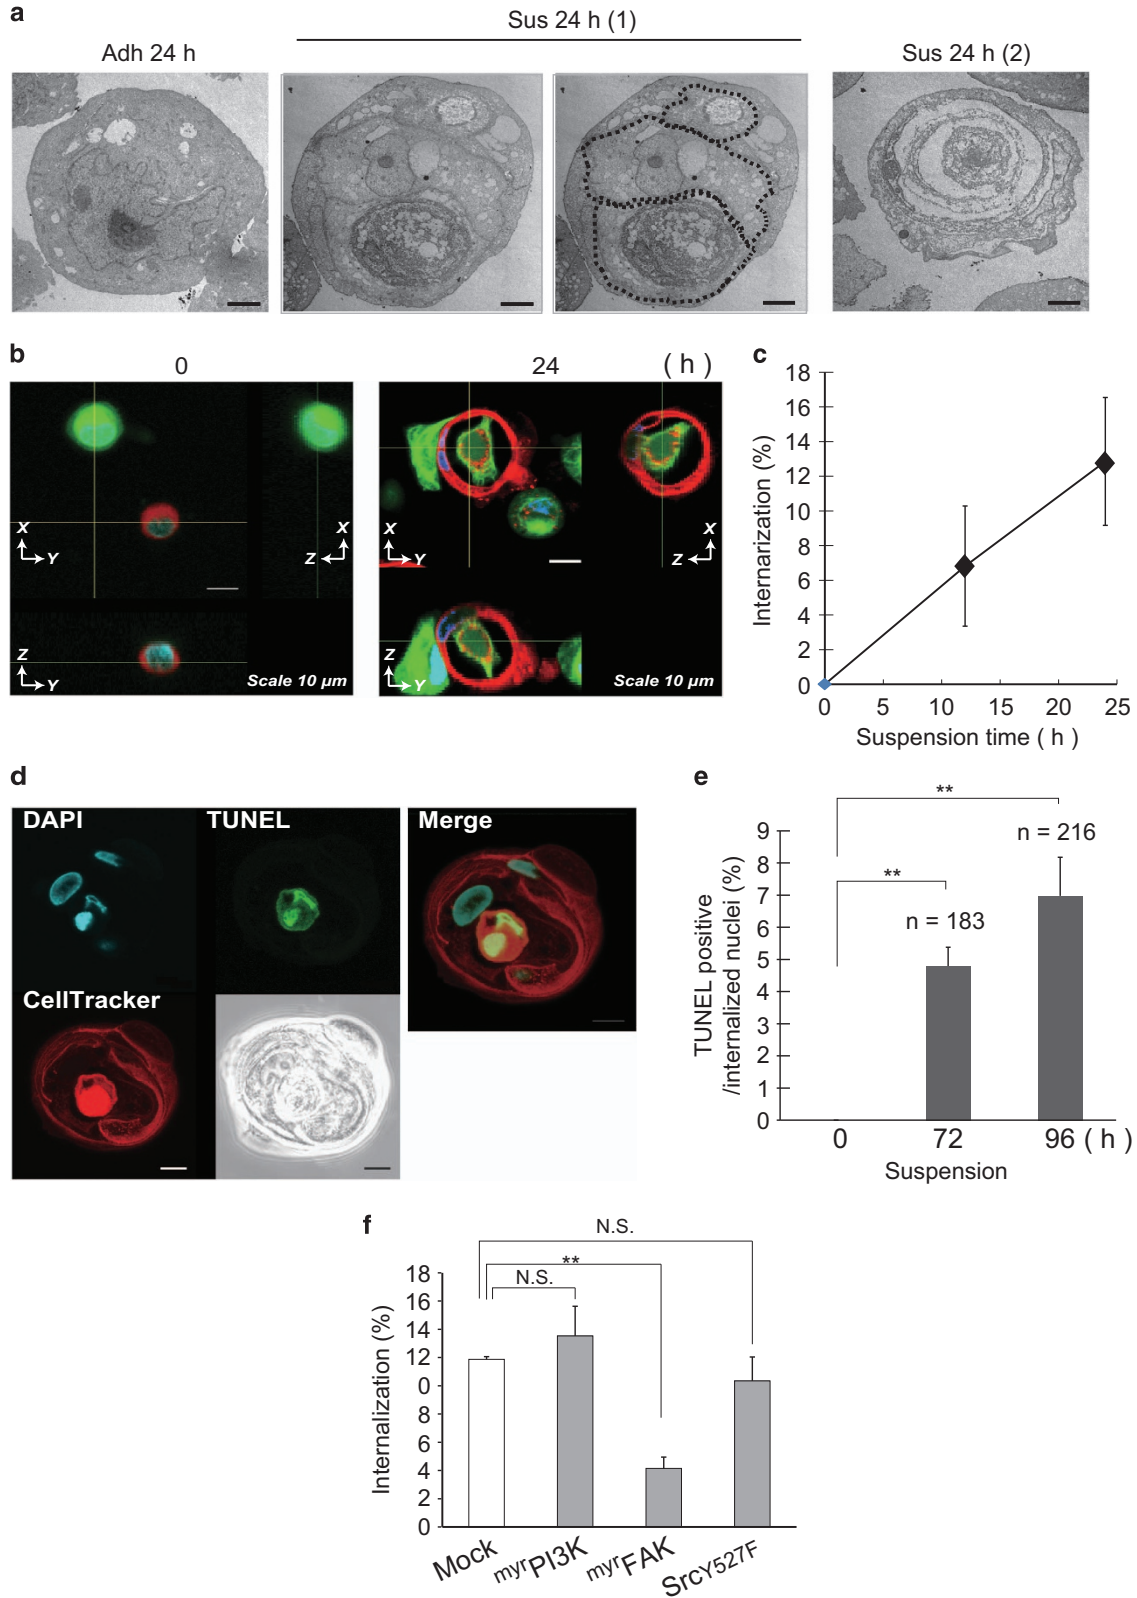 a
Sus 24 h (1)
Adh 24 h
Sus 24 h (2)
b
0
24
( h )
X
Y
X
Z
Z
Y
Scale 10 µm
X
Y
X
Z
Z
Y
Scale 10 µm
c
Internarization (%)
18
16
14
12
10
8
6
4
2
0
0 5 10 15 20 25
Suspension time ( h )
d
DAPI
TUNEL
Merge
CellTracker
e
**
**
n = 216
n = 183
TUNEL positive
/internalized nuclei (%)
9
8
7
6
5
4
3
2
1
0
0 72 96 ( h )
Suspension
f
N.S.
**
N.S.
Internalization (%)
18
16
14
12
0
8
6
4
2
0
Mock
myrPI3K
myrFAK
SrcY527F